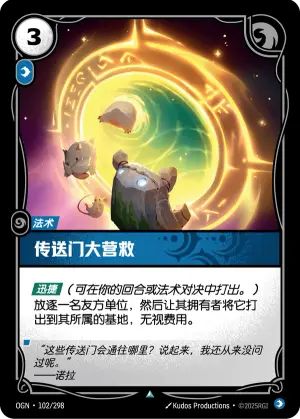 3
法术
传送门大营救
迅捷 （可在你的回合或法术对决中打出。）
放逐一名友方单位，然后让其拥有者将它打
出到其所属的基地，无视费用。
“这些传送门会通往哪里？说起来，我还从来没问
过呢。”
——诺拉
OGN • 102/298
Kudos Productions • ©2025RGI